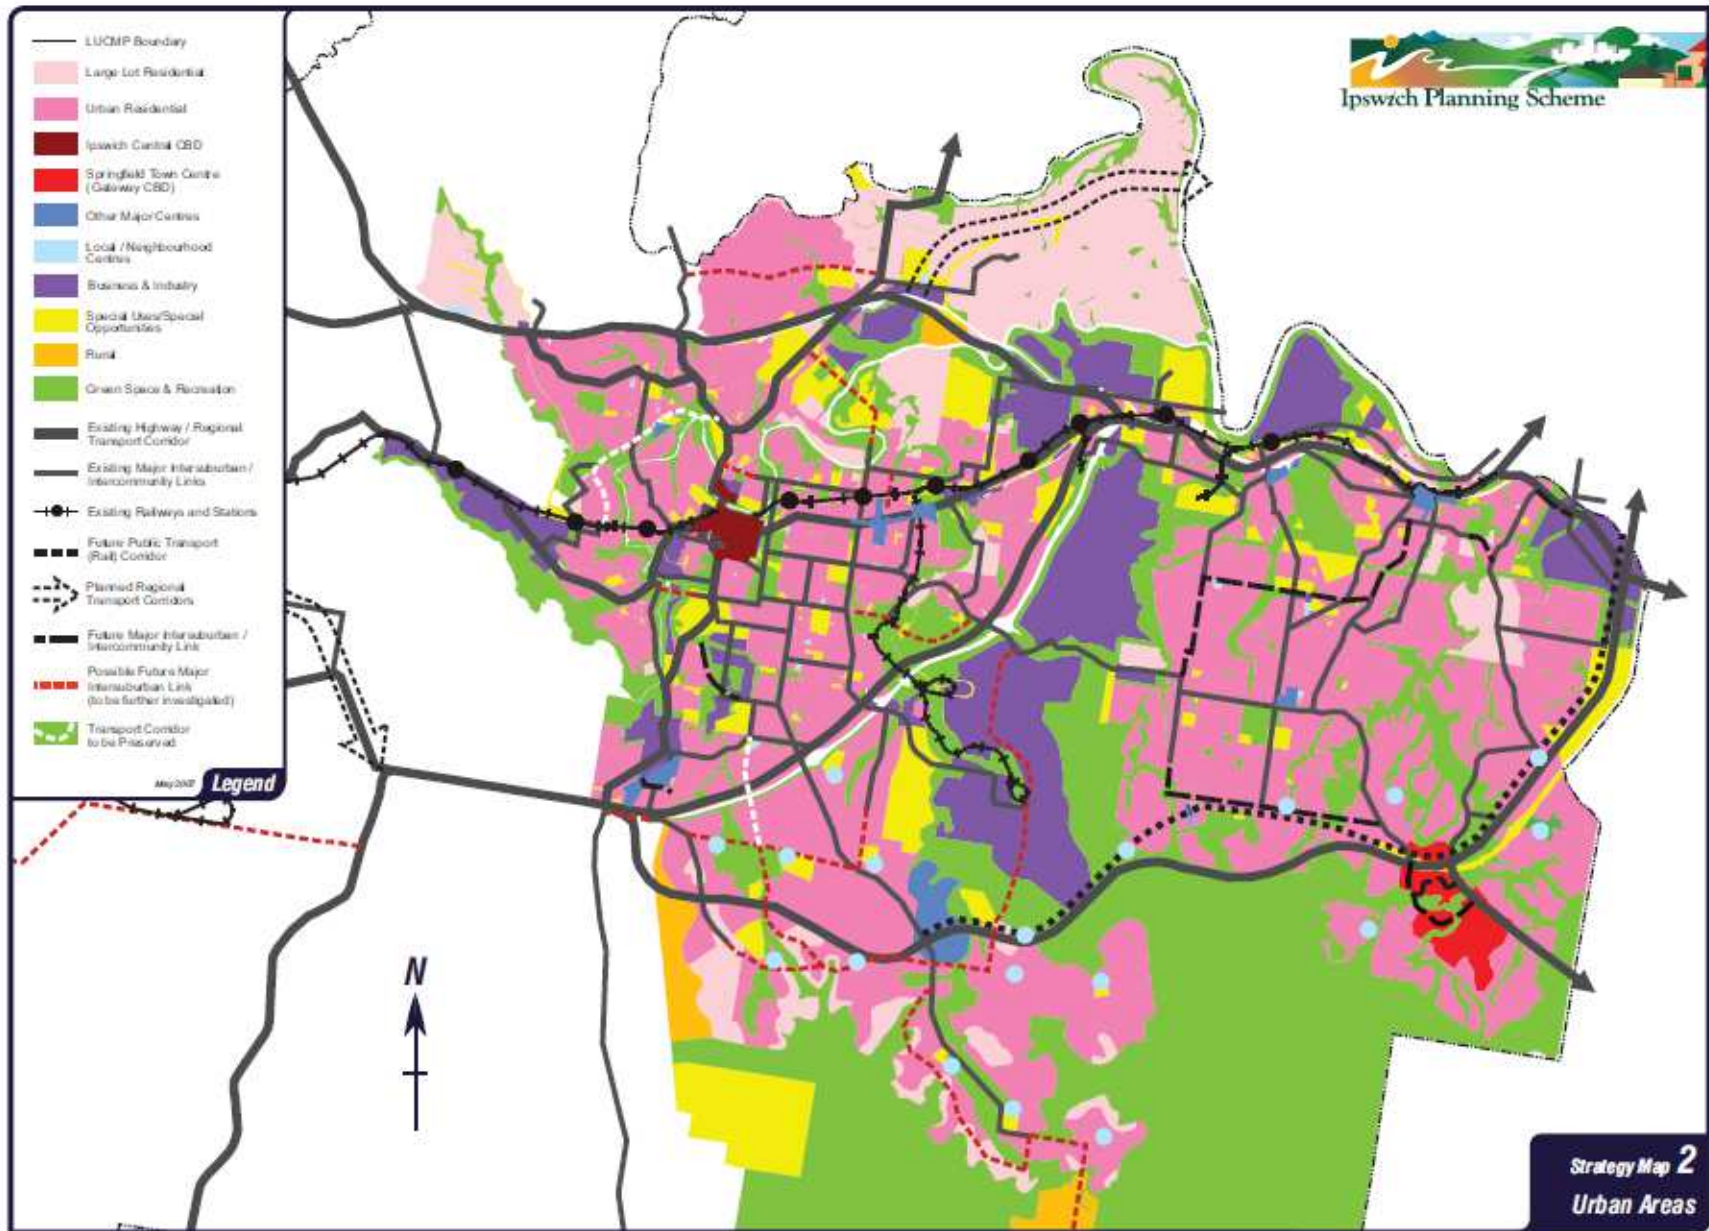 LUCMP Boundary
Large Lot Residential
Urban Residential
Ipswich Central CBD
Springfield Town Centre
(Gateway CBD)
Other Major Centres
Local / Neighbourhood
Centres
Business & Industry
Special Uses/Special
Opportunities
Rural
Green Space & Recreation
Existing Highway / Regional
Transport Corridor
Existing Major Intersuburban /
Intercommunity Links
Existing Railways and Stations
Future Public Transport
(Rail) Corridor
Planned Regional
Transport Corridors
Future Major Intersuburban /
Intercommunity Link
Possible Future Major
Intersuburban Link
(to be further investigated)
Transport Corridor
to be Preserved
Legend
Ipswich Planning Scheme
N
Strategy Map 2
Urban Areas